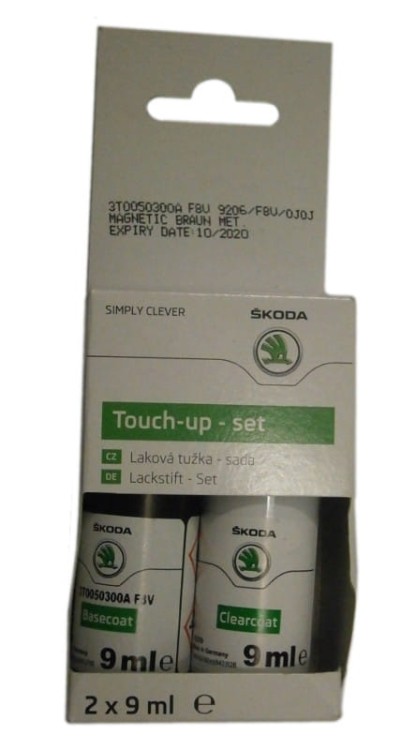 3T0050300A F8V 9206/F8V/0J0J
MAGNETIC BRAUN MET.
EXPIRY DATE:10/2020
SIMPLY CLEVER
ŠKODA
Touch-up - set
CZ Laková tužka - sada
DE Lackstift - Set
ŠKODA
3T0050300A F8V
Basecoat
9 ml e
ŠKODA
Clearcoat
9 ml e
2 x 9 ml e